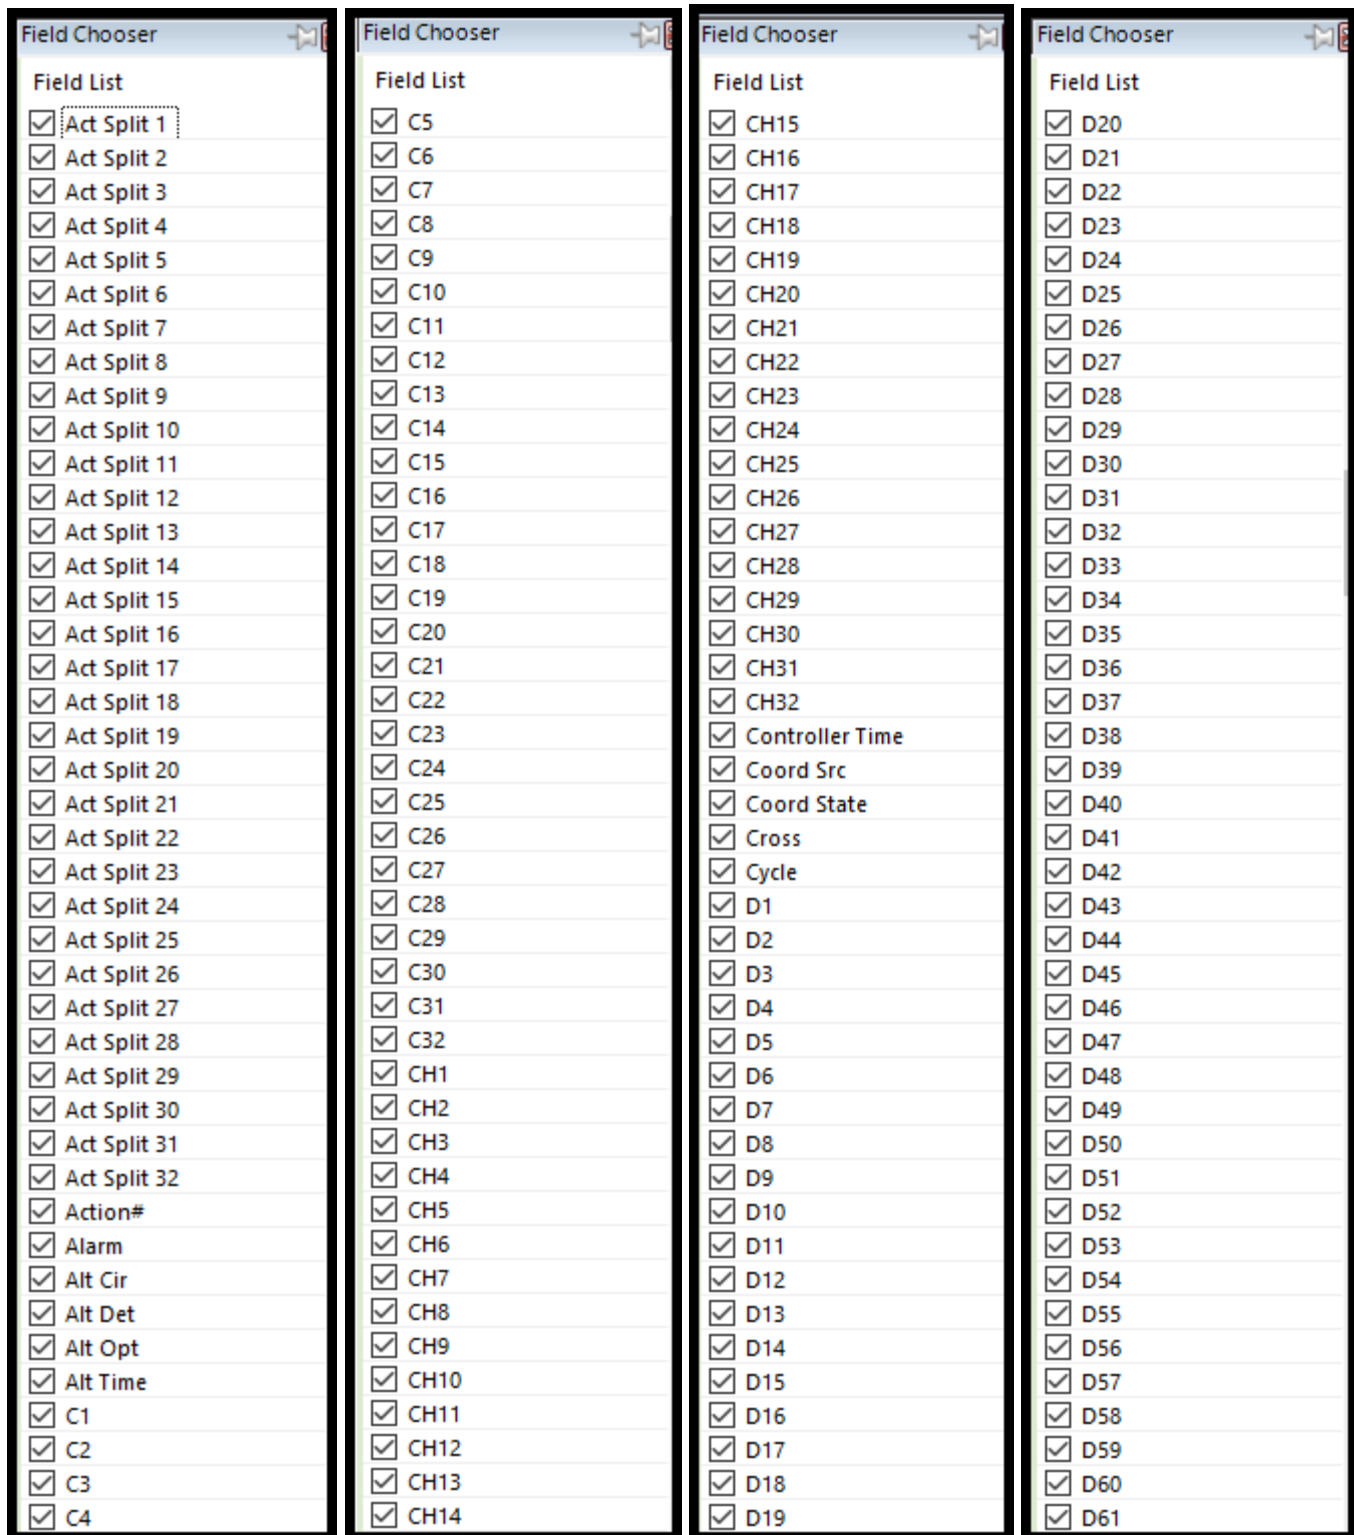 Field Chooser
Field List
Act Split 1
Act Split 2
Act Split 3
Act Split 4
Act Split 5
Act Split 6
Act Split 7
Act Split 8
Act Split 9
Act Split 10
Act Split 11
Act Split 12
Act Split 13
Act Split 14
Act Split 15
Act Split 16
Act Split 17
Act Split 18
Act Split 19
Act Split 20
Act Split 21
Act Split 22
Act Split 23
Act Split 24
Act Split 25
Act Split 26
Act Split 27
Act Split 28
Act Split 29
Act Split 30
Act Split 31
Act Split 32
Action#
Alarm
Alt Cir
Alt Det
Alt Opt
Alt Time
C1
C2
C3
C4
Field Chooser
Field List
C5
C6
C7
C8
C9
C10
C11
C12
C13
C14
C15
C16
C17
C18
C19
C20
C21
C22
C23
C24
C25
C26
C27
C28
C29
C30
C31
C32
CH1
CH2
CH3
CH4
CH5
CH6
CH7
CH8
CH9
CH10
CH11
CH12
CH13
CH14
Field Chooser
Field List
CH15
CH16
CH17
CH18
CH19
CH20
CH21
CH22
CH23
CH24
CH25
CH26
CH27
CH28
CH29
CH30
CH31
CH32
Controller Time
Coord Src
Coord State
Cross
Cycle
D1
D2
D3
D4
D5
D6
D7
D8
D9
D10
D11
D12
D13
D14
D15
D16
D17
D18
D19
Field Chooser
Field List
D20
D21
D22
D23
D24
D25
D26
D27
D28
D29
D30
D31
D32
D33
D34
D35
D36
D37
D38
D39
D40
D41
D42
D43
D44
D45
D46
D47
D48
D49
D50
D51
D52
D53
D54
D55
D56
D57
D58
D59
D60
D61